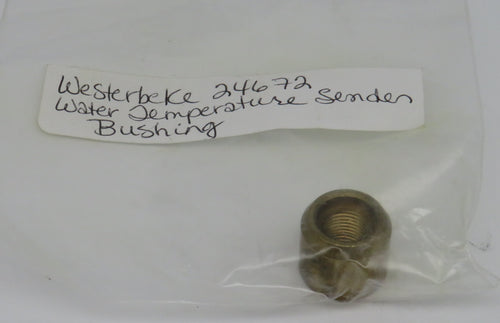 Westerbeke 24672
Water Temperature Sender
Bushing